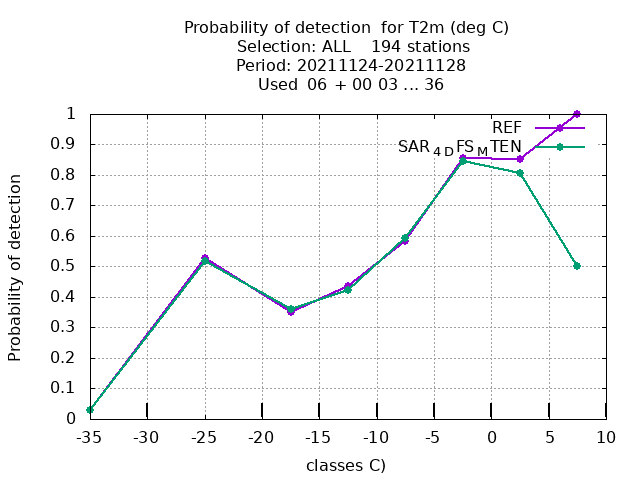 Probability of detection for T2m (deg C)
Selection: ALL 194 stations
Period: 20211124-20211128
Used 06 + 00 03 ... 36
REF
SAR4DFSMTEN
Probability of detection
1
0.9
0.8
0.7
0.6
0.5
0.4
0.3
0.2
0.1
0
-35 -30 -25 -20 -15 -10 -5 0 5 10
classes C)